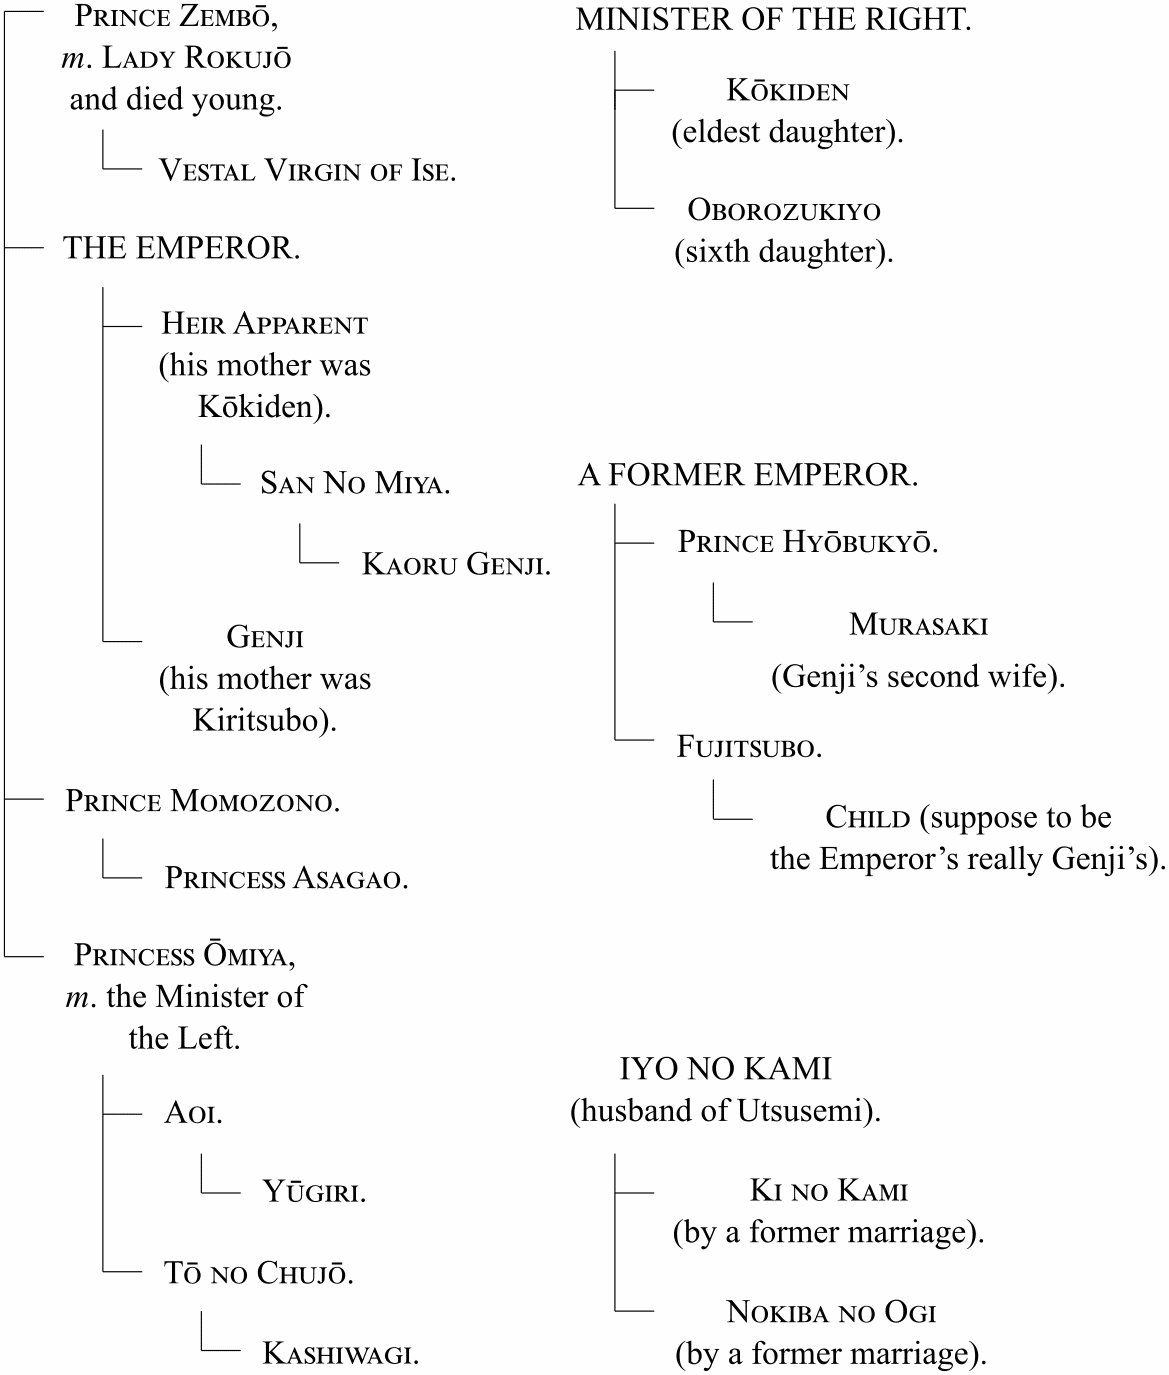 Prince Zembō,
m. Lady Rokujō
and died young.
Vestal Virgin of Ise.
THE EMPEROR.
Heir Apparent
(his mother was
Kōkiden).
San No Miya.
Kaoru Genji.
Genji
(his mother was
Kiritsubo).
Prince Momozono.
Princess Asagao.
Princess Ōmiya,
m. the Minister of
the Left.
Aoi.
Yūgiri.
Tō no Chujō.
Kashiwagi.
MINISTER OF THE RIGHT.
Kōkiden
(eldest daughter).
Oborozukiyo
(sixth daughter).
A FORMER EMPEROR.
Prince Hyōbukyō.
Murasaki
(Genji’s second wife).
Fujitsubo.
Child (suppose to be
the Emperor’s really Genji’s).
IYO NO KAMI
(husband of Utsusemi).
Ki no Kami
(by a former marriage).
Nokiba no Ogi
(by a former marriage).